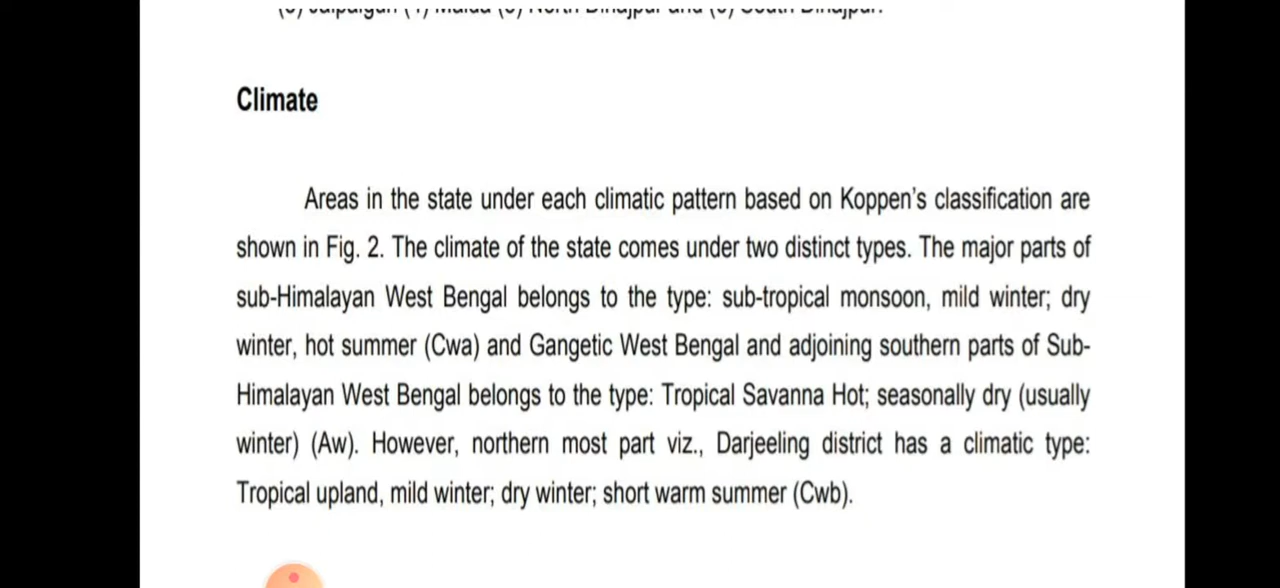 Climate
Areas in the state under each climatic pattern based on Koppen's classification are
shown in Fig. 2. The climate of the state comes under two distinct types. The major parts of
sub-Himalayan West Bengal belongs to the type: sub-tropical monsoon, mild winter; dry
winter, hot summer (Cwa) and Gangetic West Bengal and adjoining southern parts of Sub-
Himalayan West Bengal belongs to the type: Tropical Savanna Hot; seasonally dry (usually
winter) (Aw). However, northern most part viz., Darjeeling district has a climatic type:
Tropical upland, mild winter; dry winter; short warm summer (Cwb).